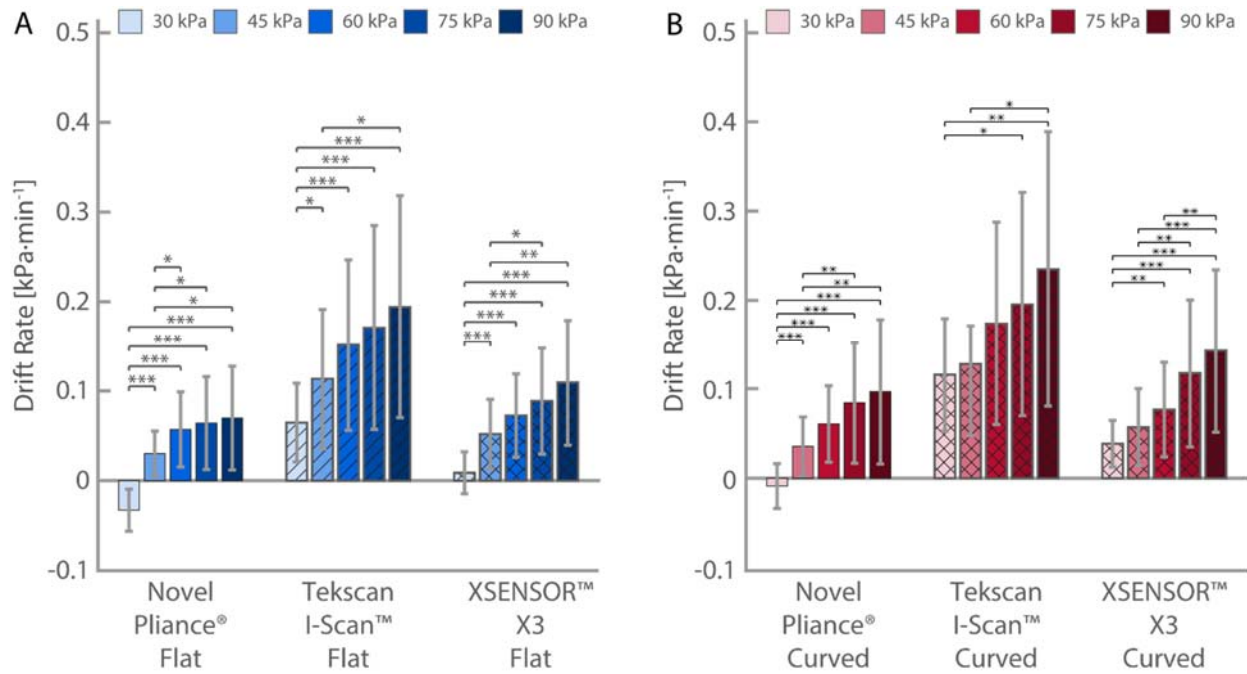 A
30 kPa 45 kPa 60 kPa 75 kPa 90 kPa
0.5
0.4
0.3
0.2
0.1
0
-0.1
Drift Rate [kPa·min⁻¹]
*
*
*
***
***
***
***
*
***
***
***
*
*
**
***
***
***
***
Novel
Pliance®
Flat
Tekscan
I-Scan™
Flat
XSENSOR™
X3
Flat
B
30 kPa 45 kPa 60 kPa 75 kPa 90 kPa
0.5
0.4
0.3
0.2
0.1
0
-0.1
Drift Rate [kPa·min⁻¹]
**
**
***
***
***
*
**
*
**
***
**
***
***
**
Novel
Pliance®
Curved
Tekscan
I-Scan™
Curved
XSENSOR™
X3
Curved